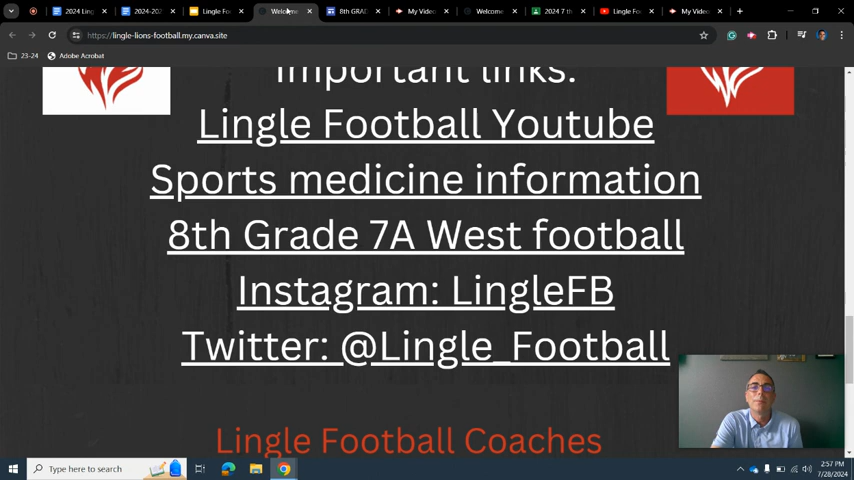 2024 Ling
2024-202
Lingle Fo
Welcome
8th GRAD
My Video
Welcome
2024 7 th
Lingle Fo
My Video
https://lingle-lions-football.my.canva.site
23-24
Adobe Acrobat
Important links:
Lingle Football Youtube
Sports medicine information
8th Grade 7A West football
Instagram: LingleFB
Twitter: @Lingle_Football
Lingle Football Coaches
Type here to search
2:57 PM
7/28/2024